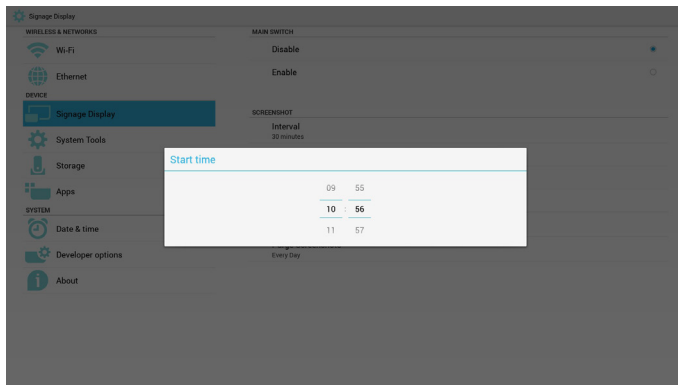 Signage Display
WIRELESS & NETWORKS
Wi-Fi
Ethernet
DEVICE
Signage Display
System Tools
Storage
Apps
SYSTEM
Date & time
Developer options
About
MAIN SWITCH
Disable
Enable
SCREENSHOT
Interval
30 minutes
Start time
09 55
10 : 56
11 57
Every Day